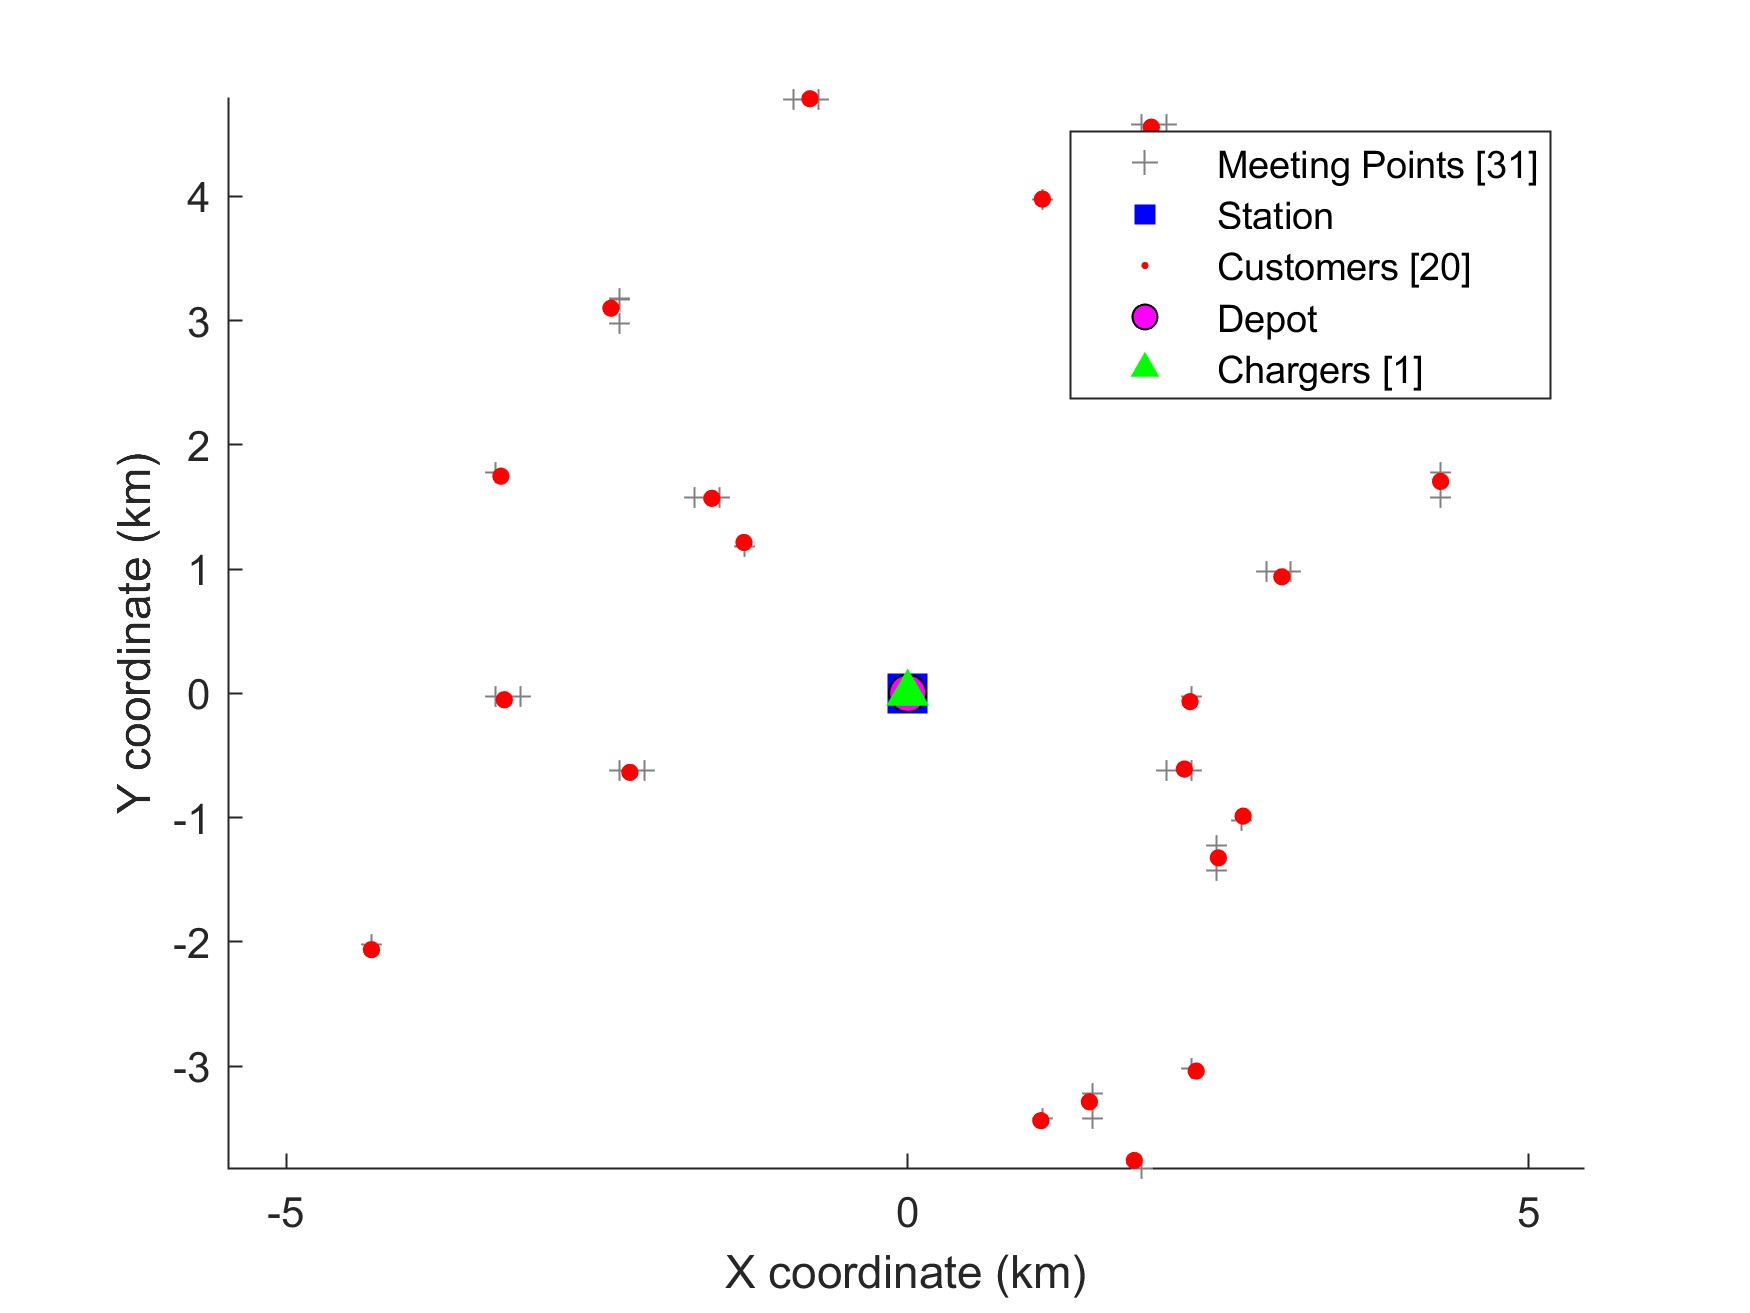 4
3
2
1
0
-1
-2
-3
Y coordinate (km)
Meeting Points [31]
Station
Customers [20]
Depot
Chargers [1]
-5 0 5
X coordinate (km)